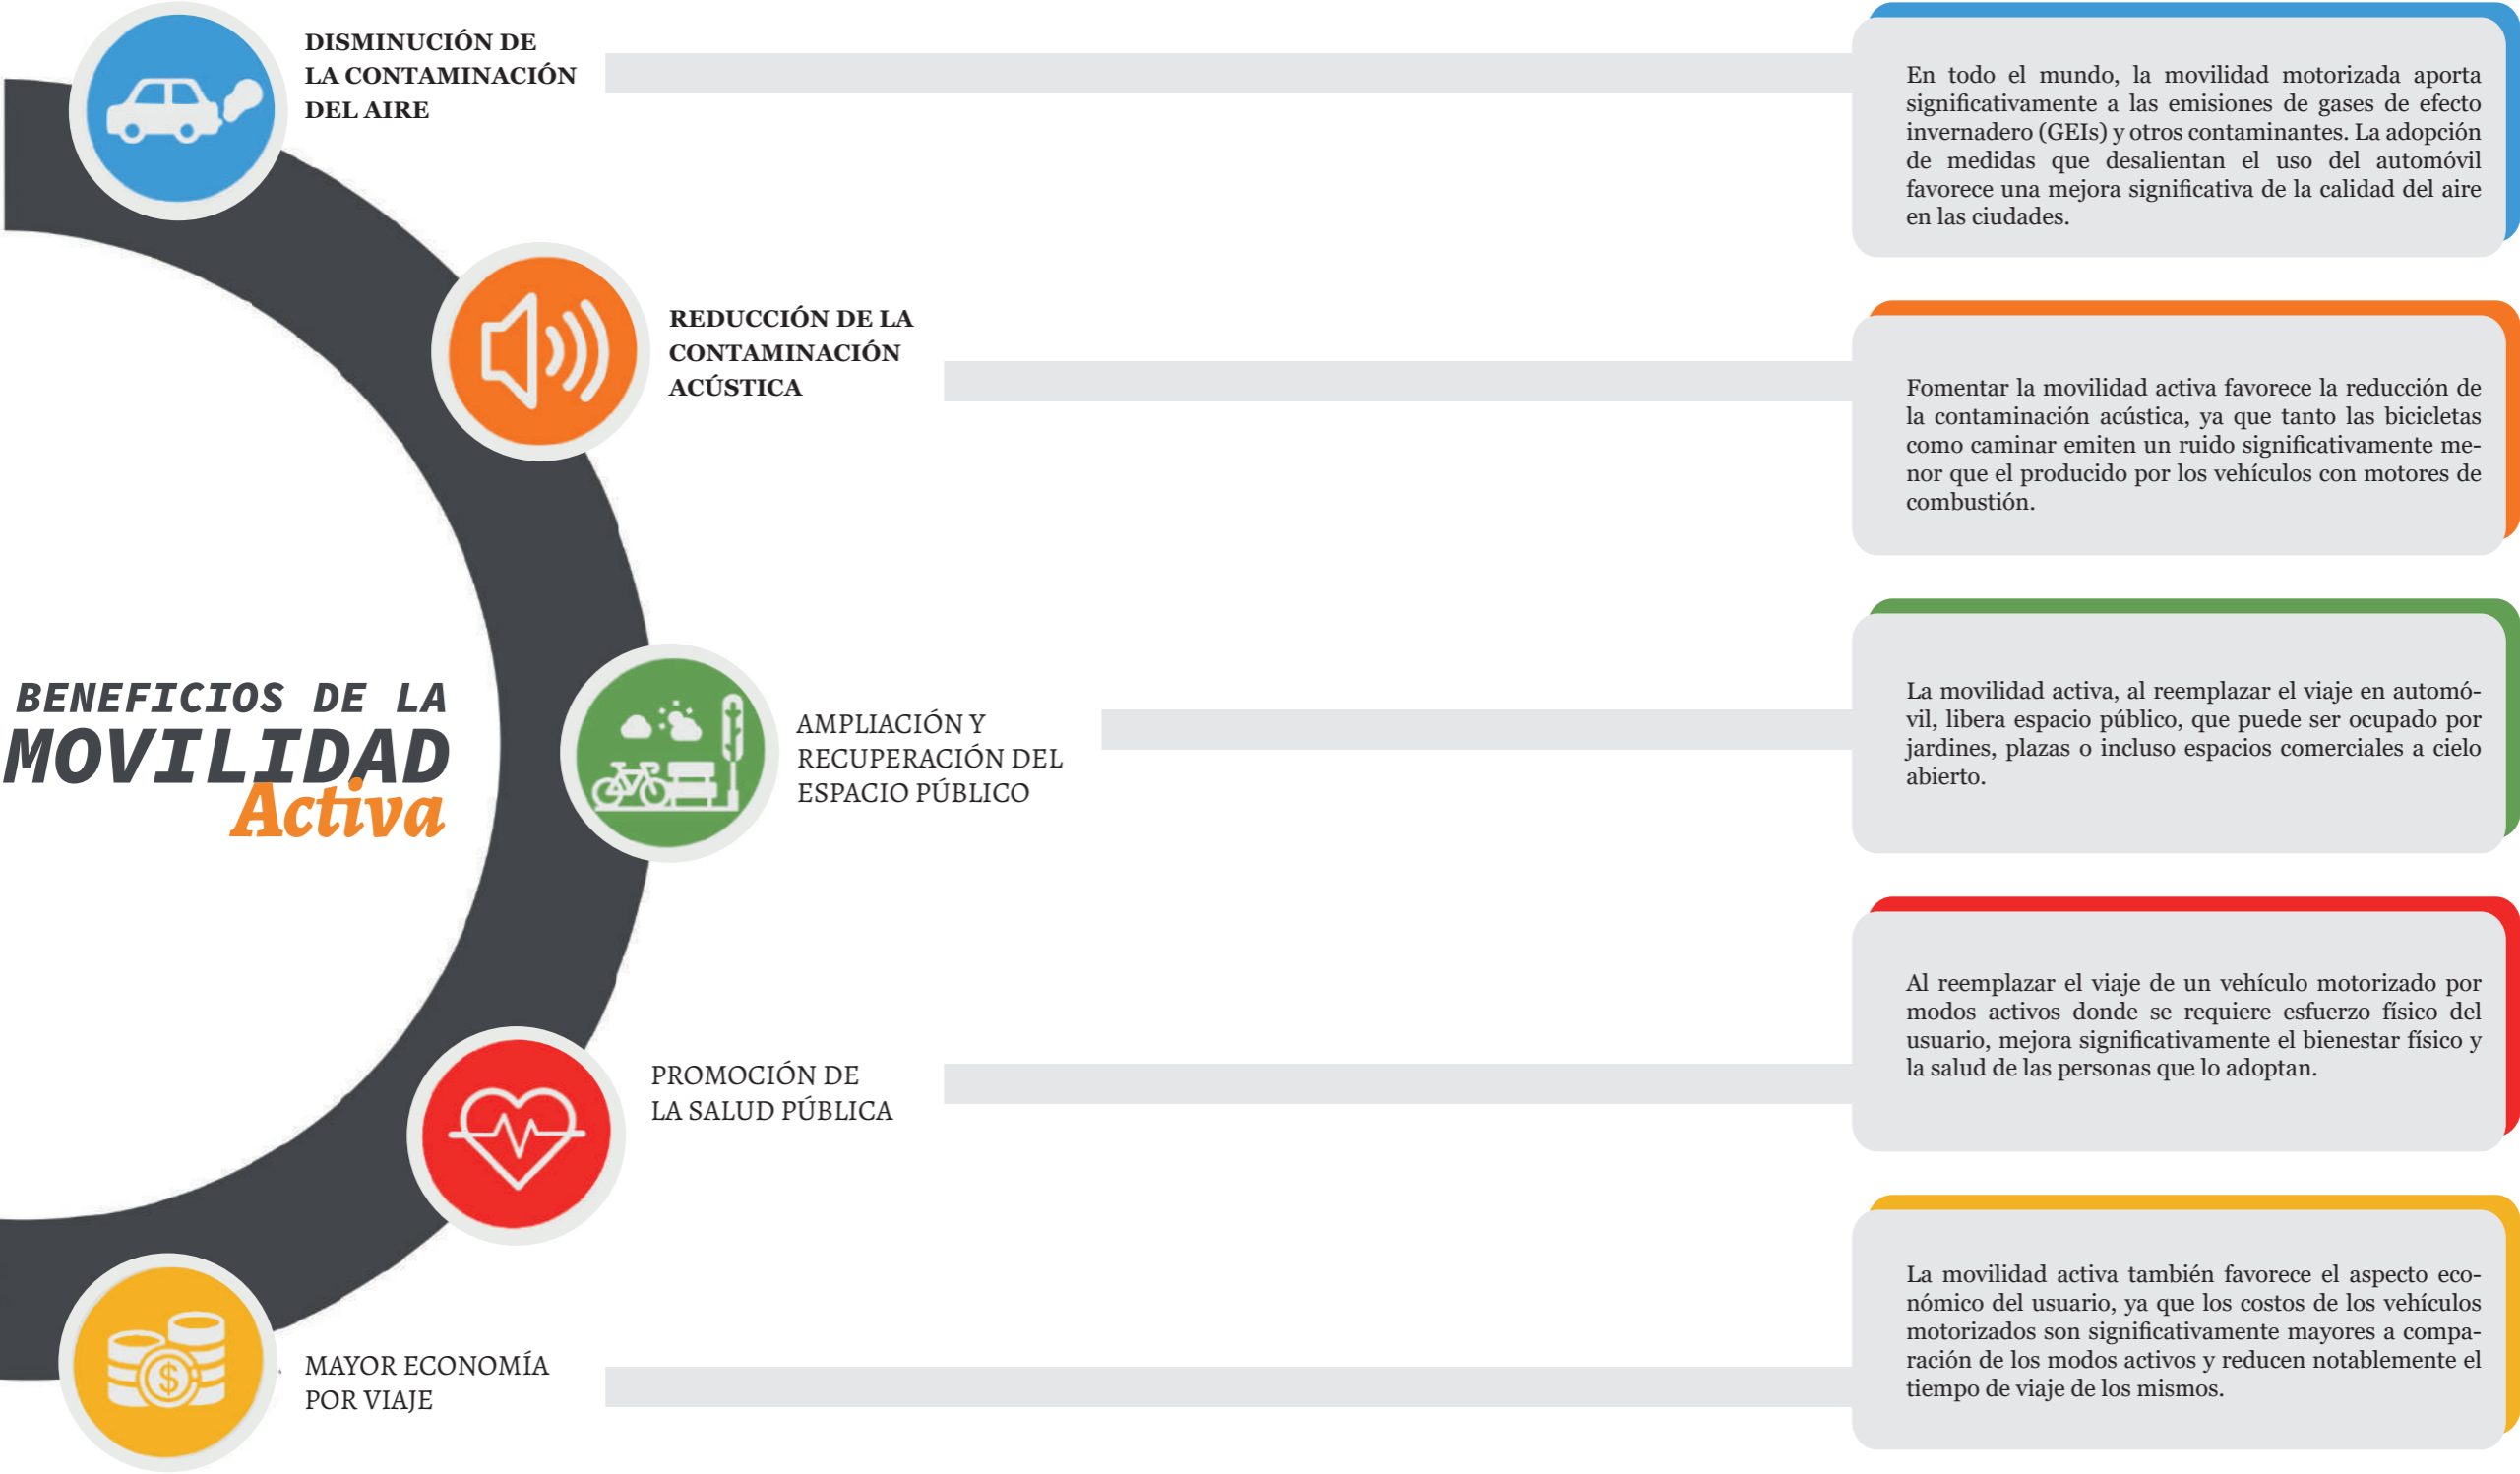 BENEFICIOS DE LA
MOVILIDAD
Activa
DISMINUCIÓN DE
LA CONTAMINACIÓN
DEL AIRE
En todo el mundo, la movilidad motorizada aporta
significativamente a las emisiones de gases de efecto
invernadero (GEIs) y otros contaminantes. La adopción
de medidas que desalientan el uso del automóvil
favorece una mejora significativa de la calidad del aire
en las ciudades.
REDUCCIÓN DE LA
CONTAMINACIÓN
ACÚSTICA
Fomentar la movilidad activa favorece la reducción de
la contaminación acústica, ya que tanto las bicicletas
como caminar emiten un ruido significativamente me-
nor que el producido por los vehículos con motores de
combustión.
AMPLIACIÓN Y
RECUPERACIÓN DEL
ESPACIO PÚBLICO
La movilidad activa, al reemplazar el viaje en automó-
vil, libera espacio público, que puede ser ocupado por
jardines, plazas o incluso espacios comerciales a cielo
abierto.
PROMOCIÓN DE
LA SALUD PÚBLICA
Al reemplazar el viaje de un vehículo motorizado por
modos activos donde se requiere esfuerzo físico del
usuario, mejora significativamente el bienestar físico y
la salud de las personas que lo adoptan.
MAYOR ECONOMÍA
POR VIAJE
La movilidad activa también favorece el aspecto eco-
nómico del usuario, ya que los costos de los vehículos
motorizados son significativamente mayores a compa-
ración de los modos activos y reducen notablemente el
tiempo de viaje de los mismos.
$